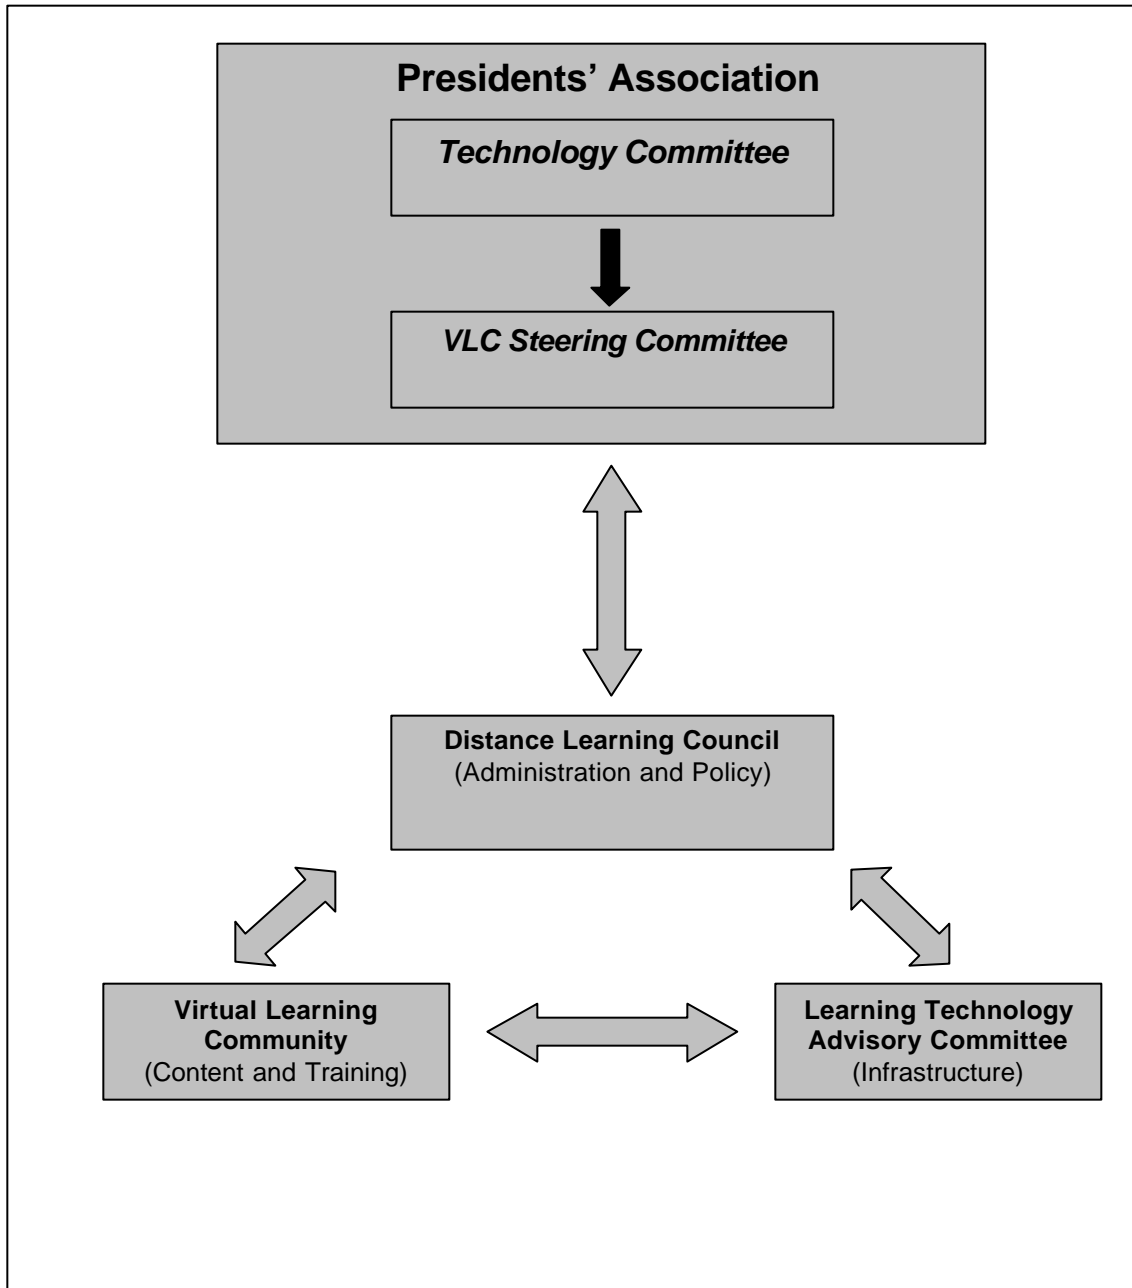 Presidents’ Association
Technology Committee
VLC Steering Committee
Distance Learning Council
(Administration and Policy)
Virtual Learning
Community
(Content and Training)
Learning Technology
Advisory Committee
(Infrastructure)